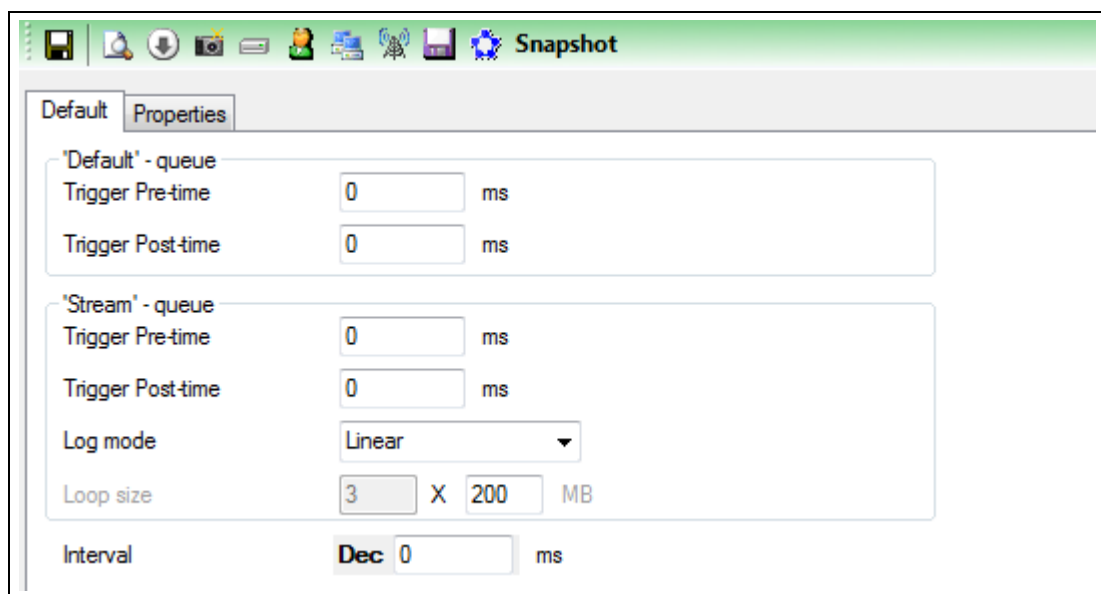 Snapshot
Default Properties
'Default' - queue
Trigger Pre-time 0 ms
Trigger Post-time 0 ms
'Stream' - queue
Trigger Pre-time 0 ms
Trigger Post-time 0 ms
Log mode Linear
Loop size 3 X 200 MB
Interval Dec 0 ms